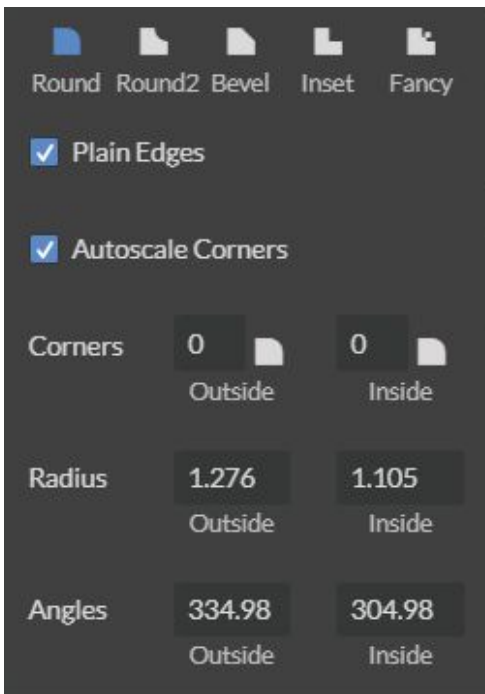 Round Round2 Bevel Inset Fancy
Plain Edges
Autoscale Corners
Corners 0 0
Outside Inside
Radius 1.276 1.105
Outside Inside
Angles 334.98 304.98
Outside Inside